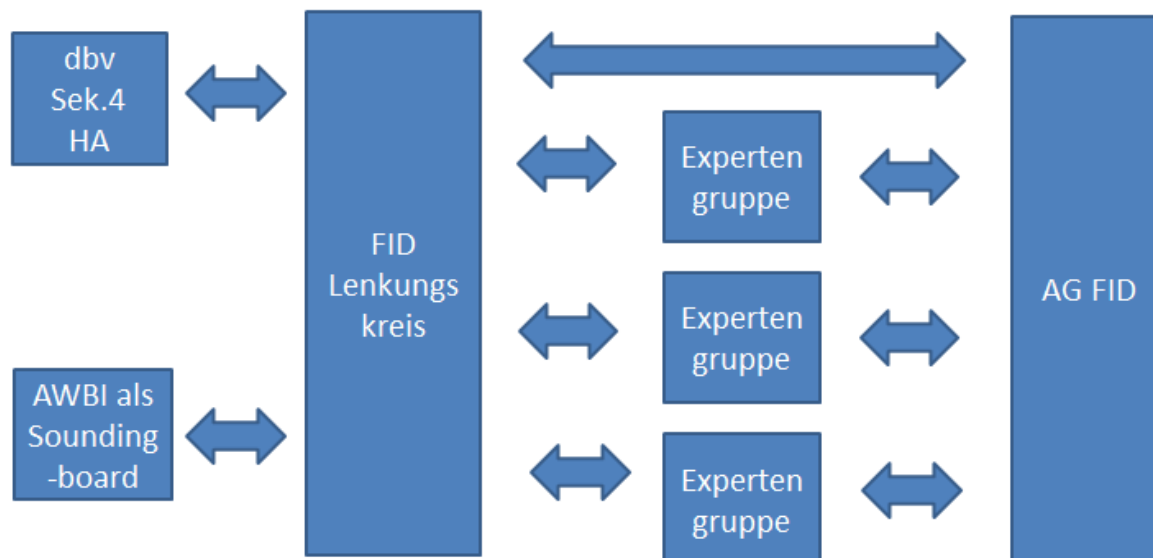 dbv
Sek.4
HA
AWBI als
Sounding
-board
FID
Lenkungs
kreis
Experten
gruppe
Experten
gruppe
Experten
gruppe
AG FID